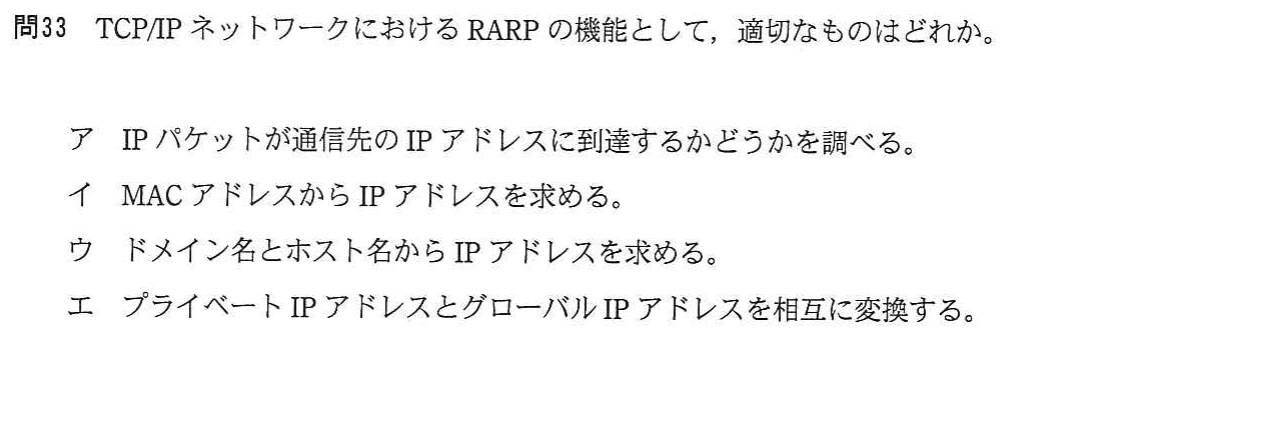 問33　TCP/IP ネットワークにおける RARP の機能として，適切なものはどれか。
ア　IP パケットが通信先の IP アドレスに到達するかどうかを調べる。
イ　MAC アドレスから IP アドレスを求める。
ウ　ドメイン名とホスト名から IP アドレスを求める。
エ　プライベート IP アドレスとグローバル IP アドレスを相互に変換する。